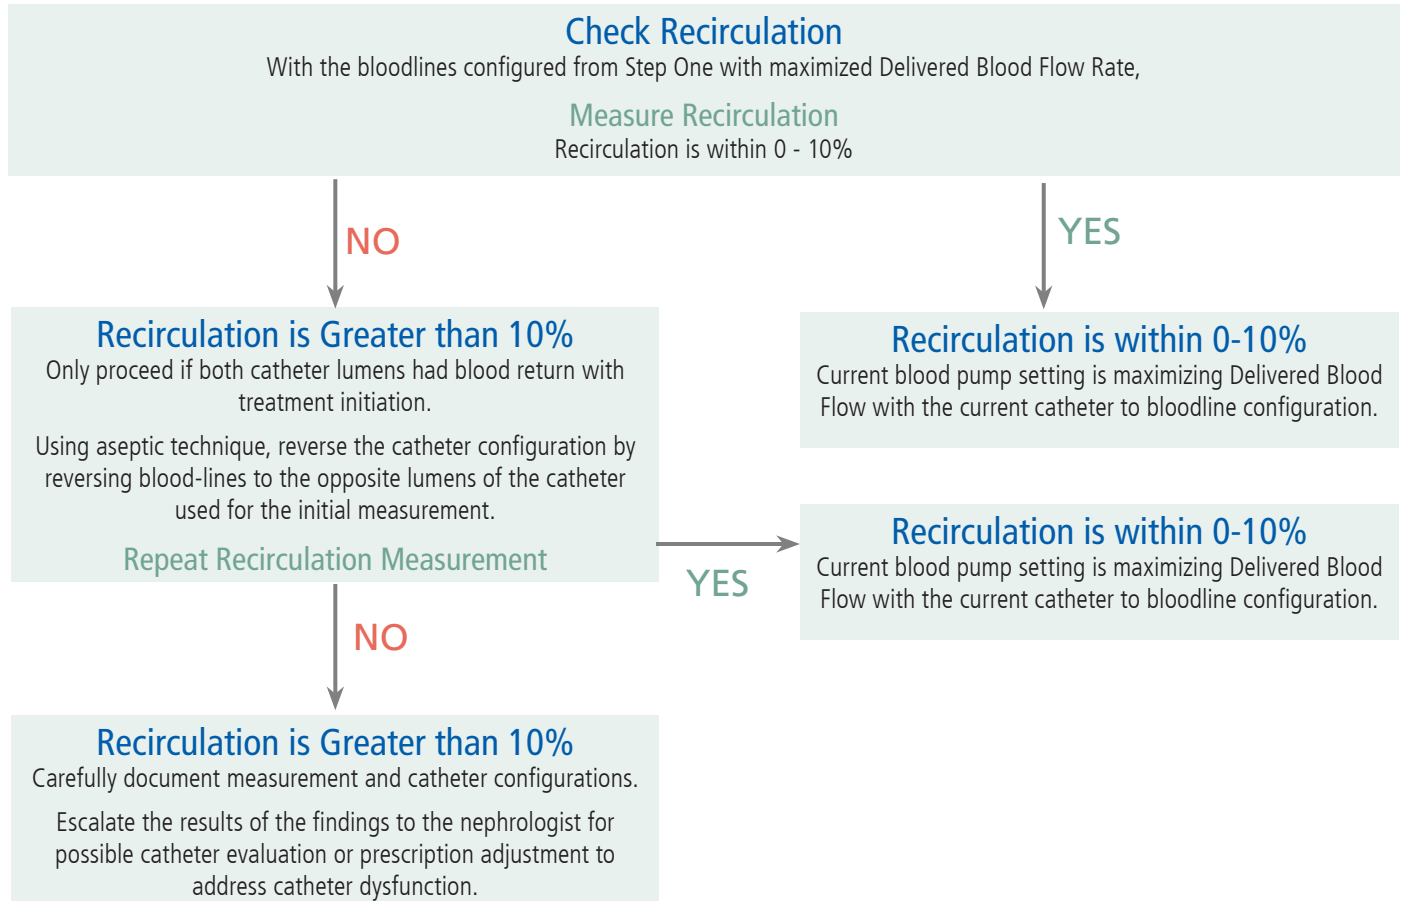 Check Recirculation
With the bloodlines configured from Step One with maximized Delivered Blood Flow Rate,
Measure Recirculation
Recirculation is within 0 - 10%
NO
YES
Recirculation is Greater than 10%
Only proceed if both catheter lumens had blood return with
treatment initiation.
Using aseptic technique, reverse the catheter configuration by
reversing blood-lines to the opposite lumens of the catheter
used for the initial measurement.
Repeat Recirculation Measurement
Recirculation is within 0-10%
Current blood pump setting is maximizing Delivered Blood
Flow with the current catheter to bloodline configuration.
YES
Recirculation is within 0-10%
Current blood pump setting is maximizing Delivered Blood
Flow with the current catheter to bloodline configuration.
NO
Recirculation is Greater than 10%
Carefully document measurement and catheter configurations.
Escalate the results of the findings to the nephrologist for
possible catheter evaluation or prescription adjustment to
address catheter dysfunction.